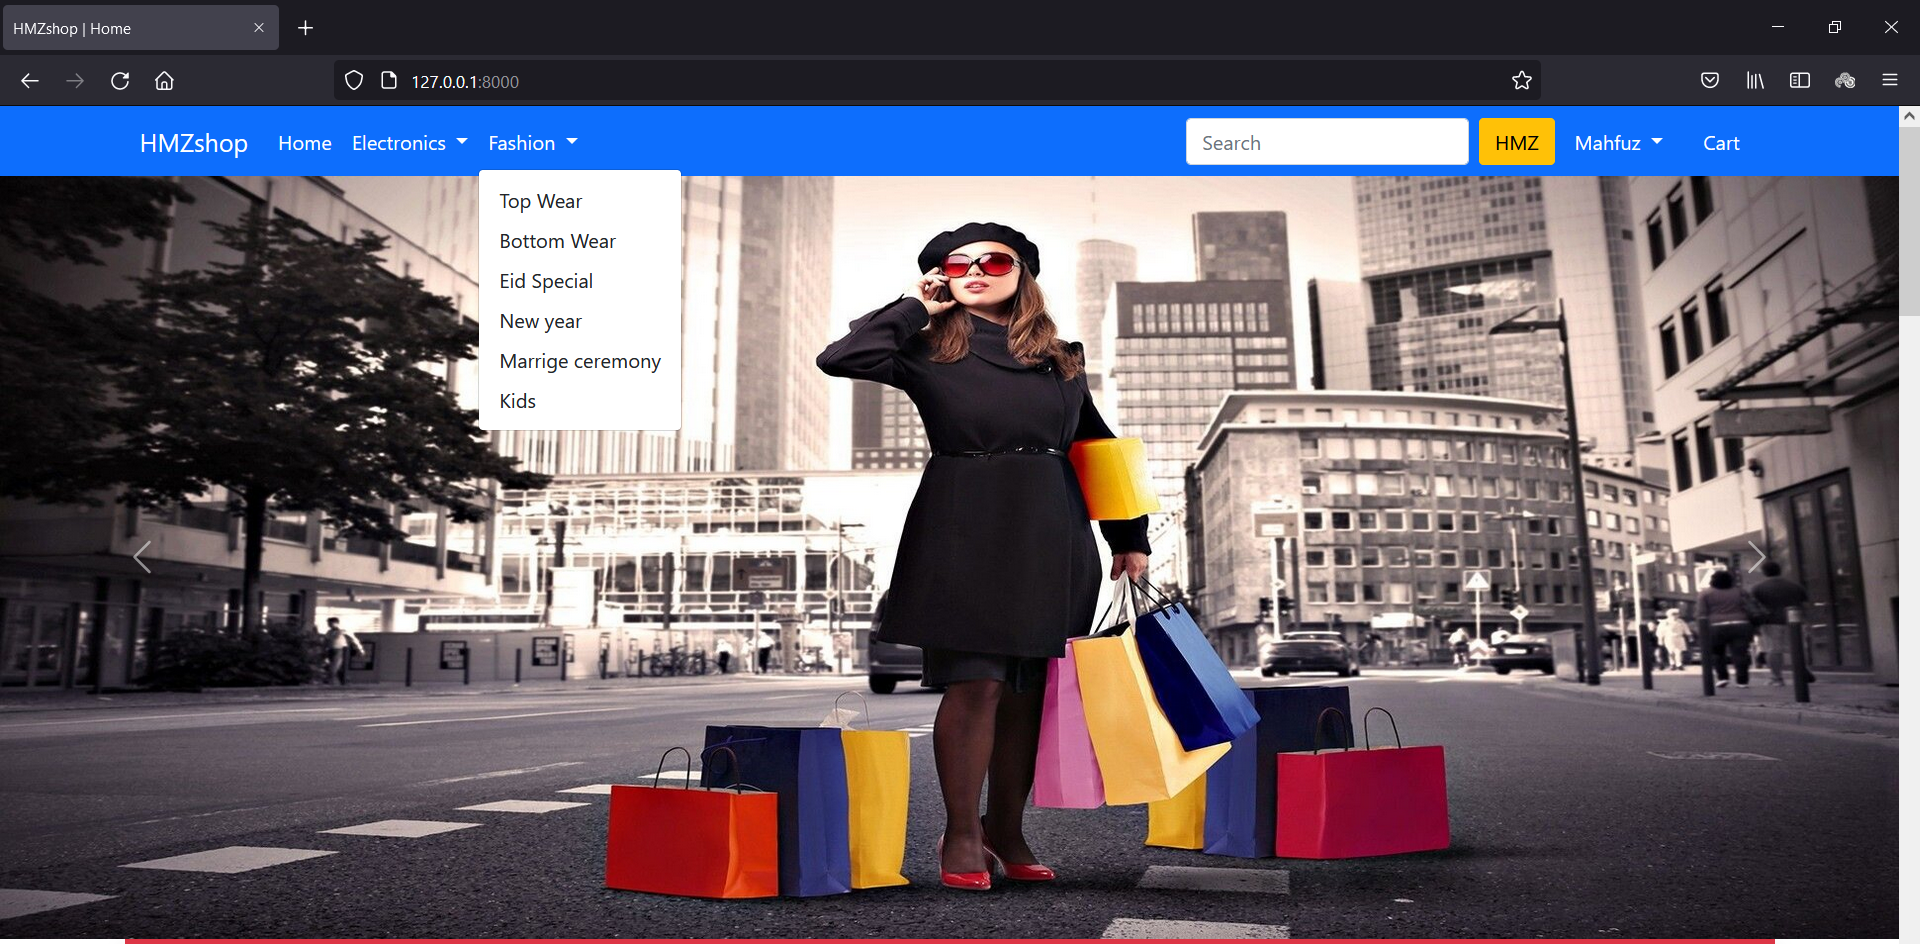 HMZshop | Home
127.0.0.1:8000
HMZshop Home Electronics Fashion Search HMZ Mahfuz Cart
Top Wear
Bottom Wear
Eid Special
New year
Marrige ceremony
Kids